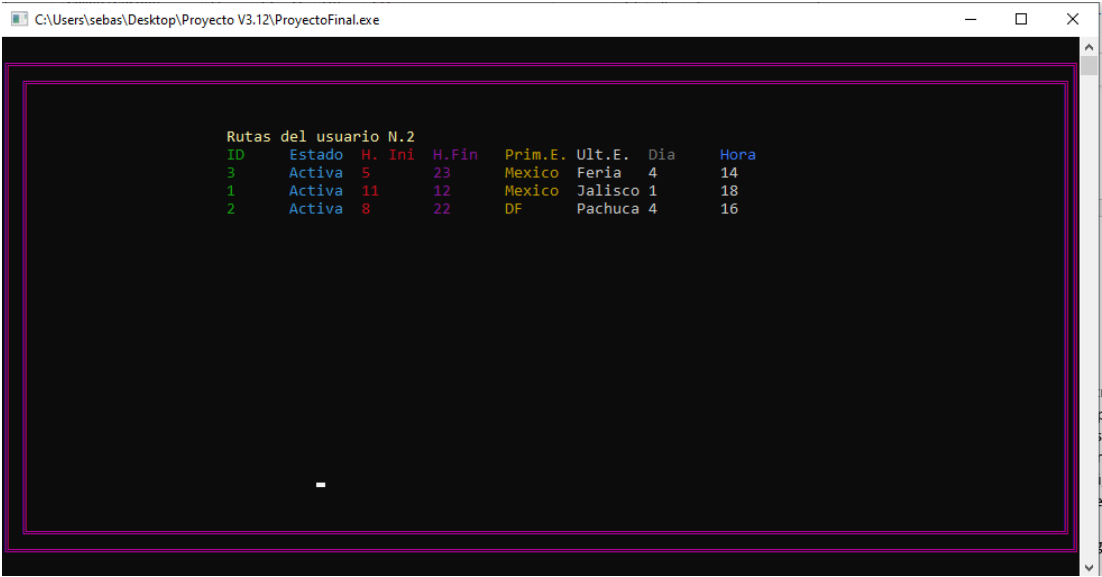 C:\Users\sebas\Desktop\Proyecto V3.12\ProyectoFinal.exe
Rutas del usuario N.2
ID Estado H. Ini H.Fin Prim.E. Ult.E. Dia Hora
3 Activa 5 23 Mexico Feria 4 14
1 Activa 11 12 Mexico Jalisco 1 18
2 Activa 8 22 DF Pachuca 4 16